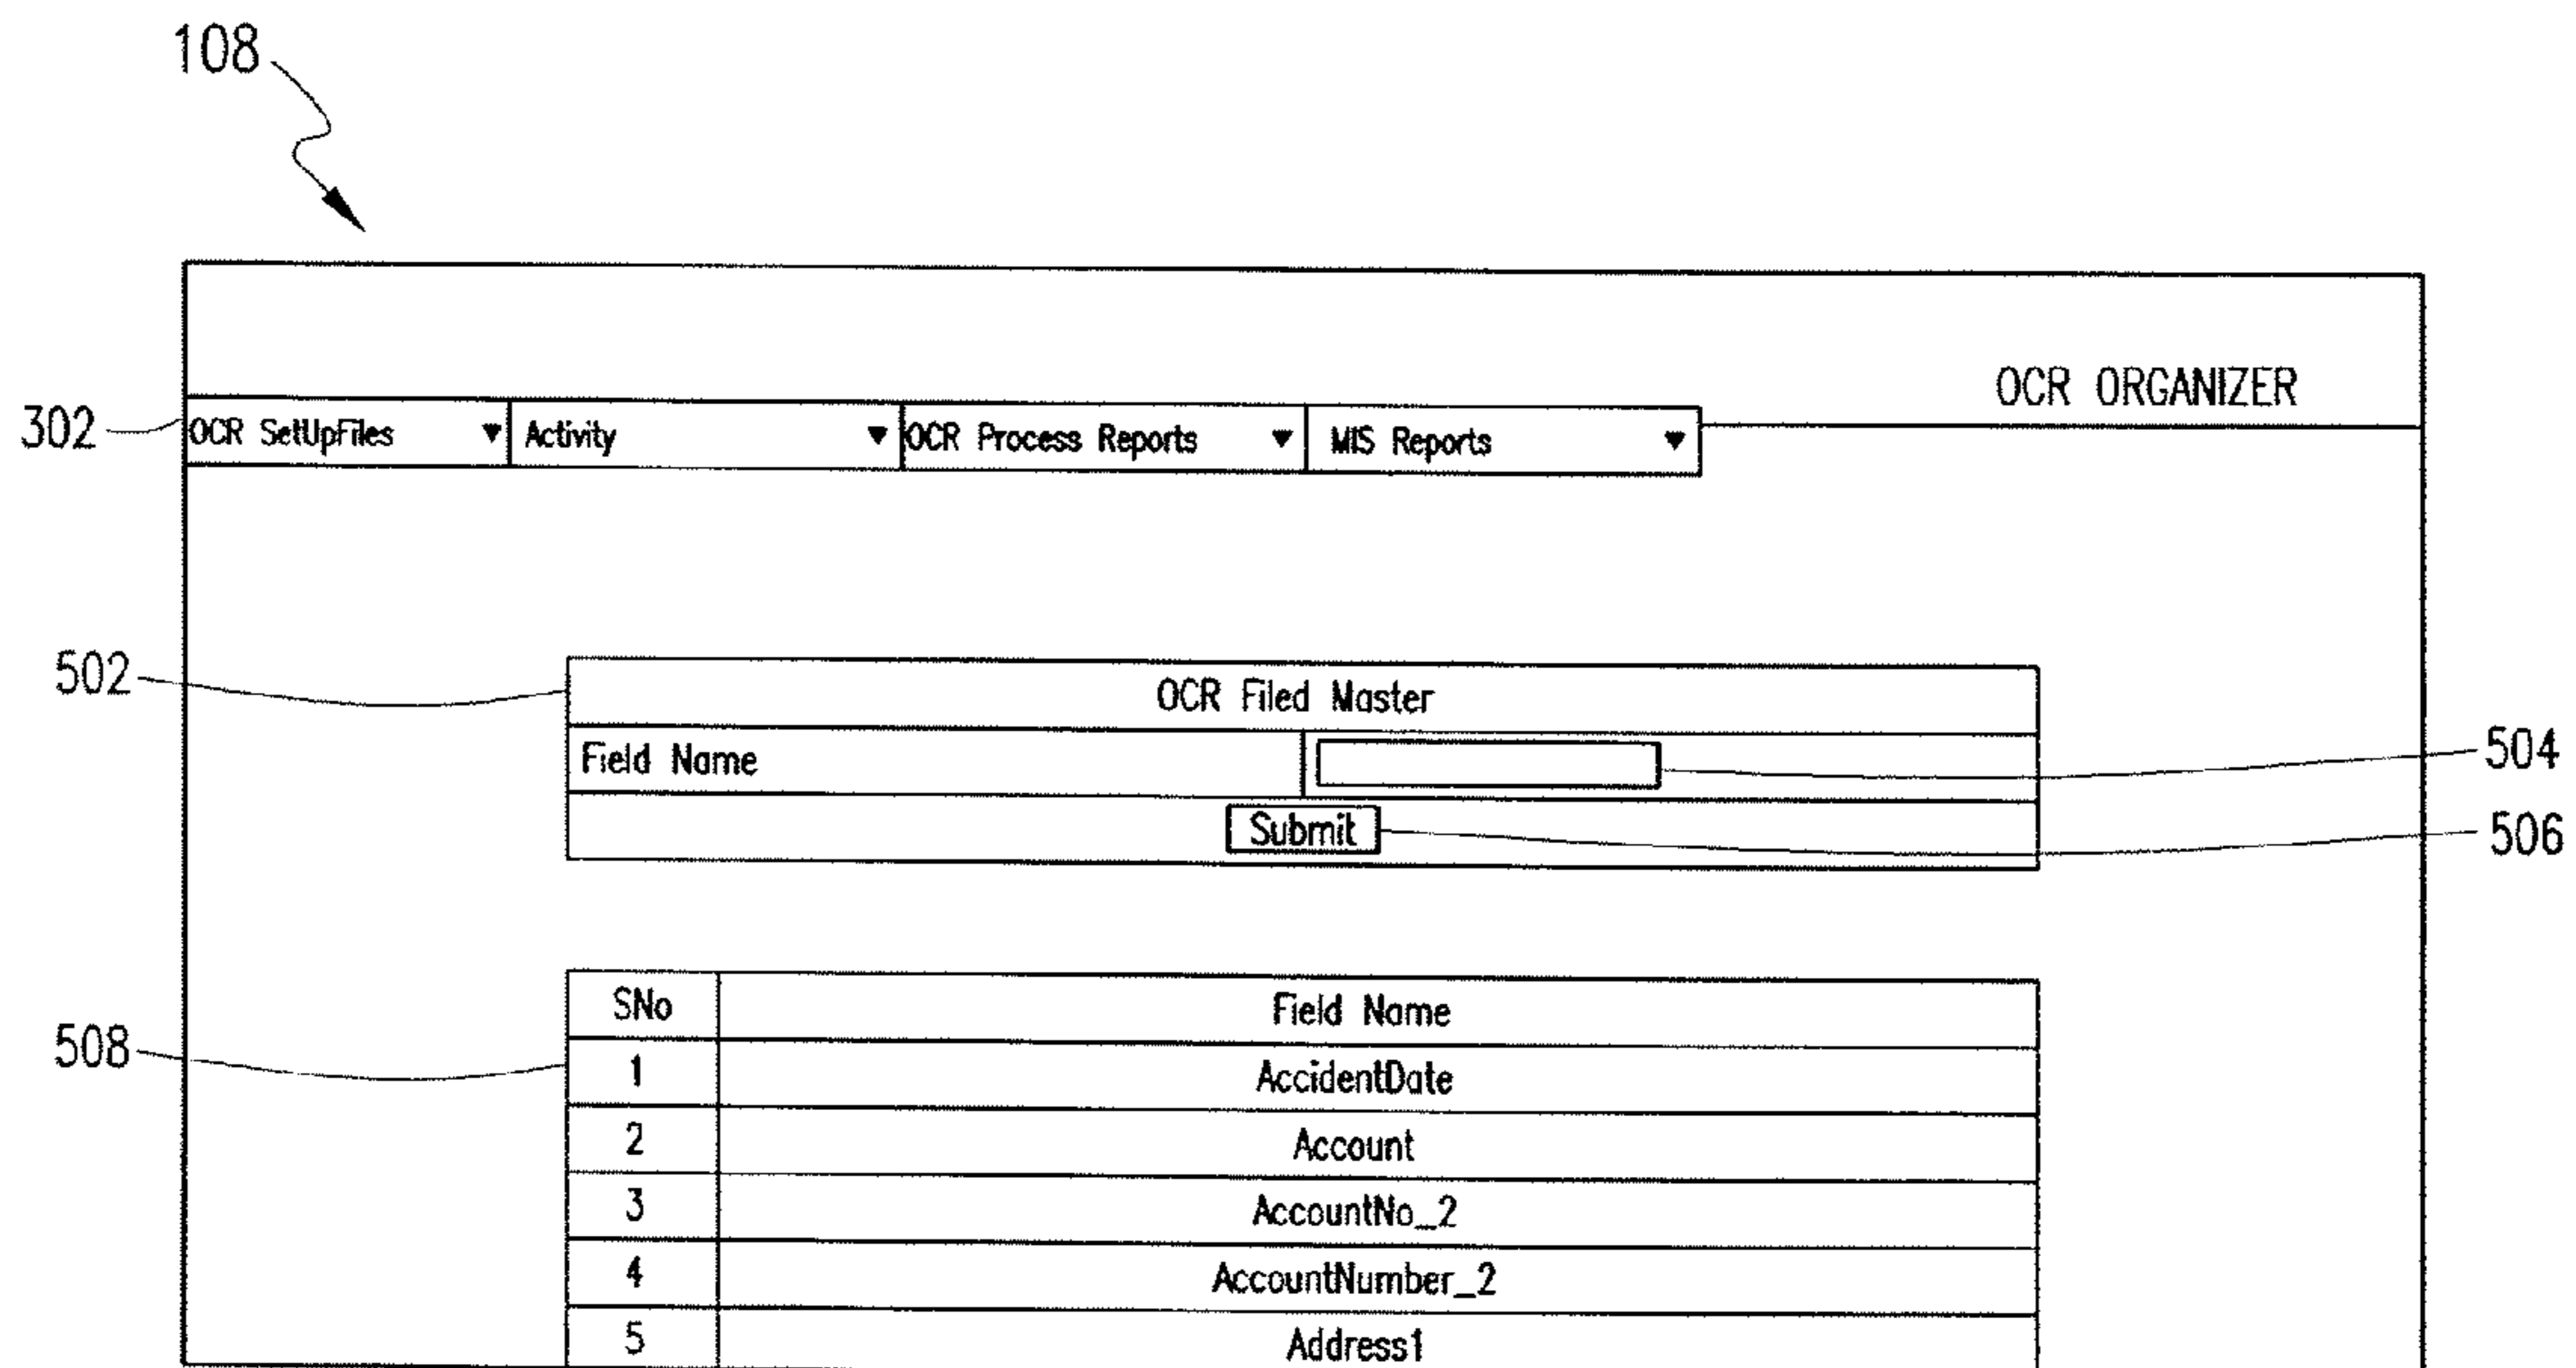 108
OCR ORGANIZER
302
OCR SetUpFiles ▼ Activity ▼ OCR Process Reports ▼ MIS Reports ▼
502
OCR Filed Master
Field Name
504
Submit
506
SNo Field Name
508
1 AccidentDate
2 Account
3 AccountNo_2
4 AccountNumber_2
5 Address1